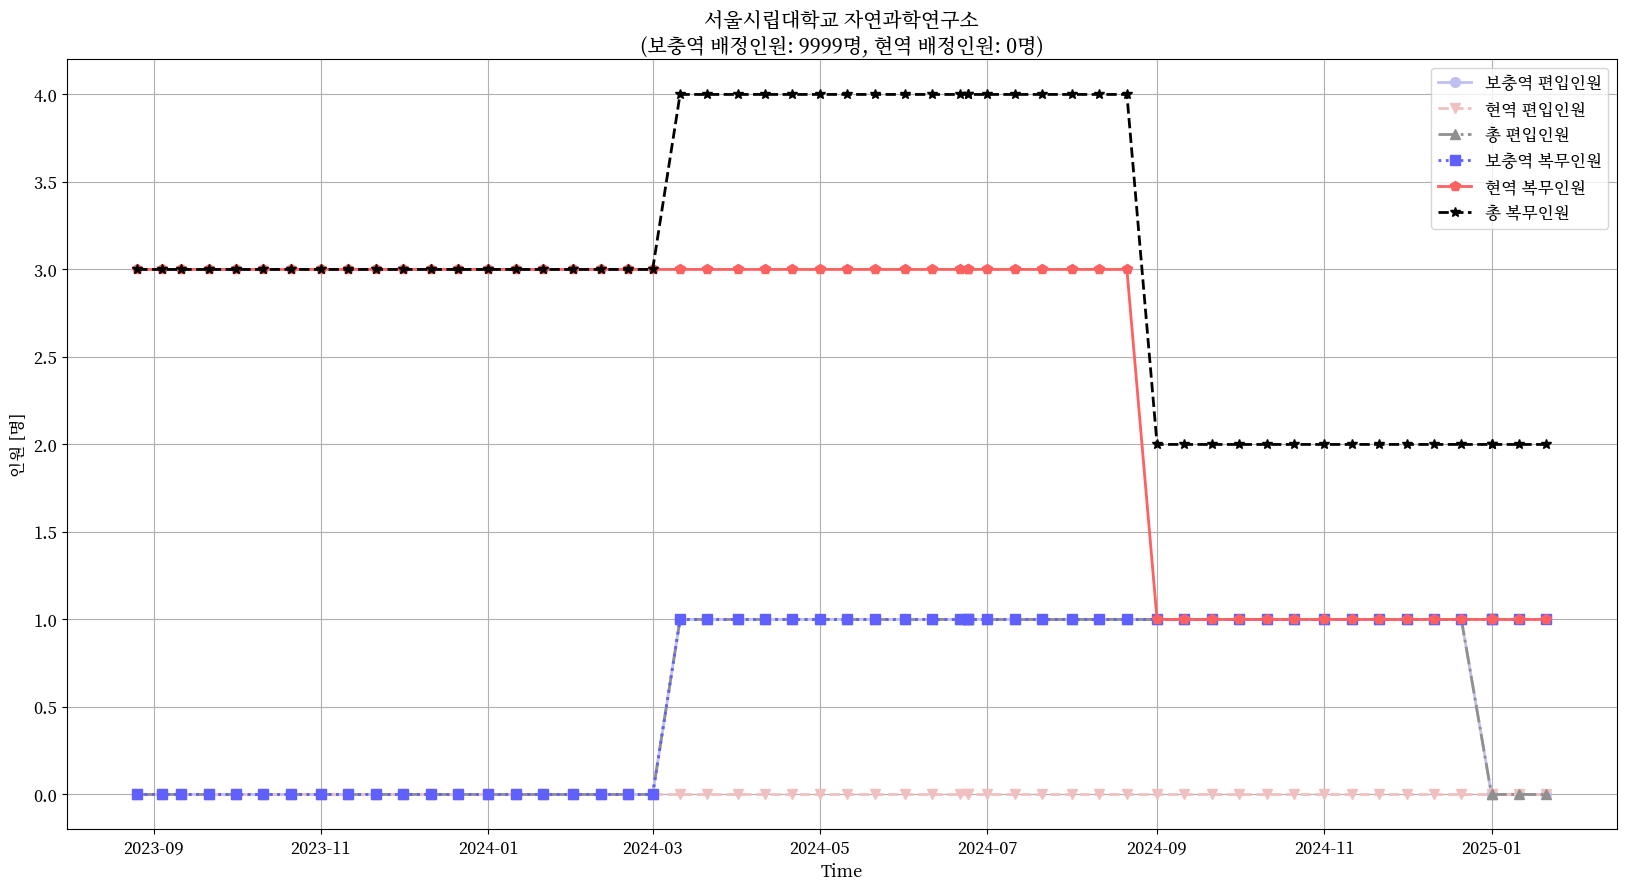 서울시립대학교 자연과학연구소
(보충역 배정인원: 9999명, 현역 배정인원: 0명)
보충역 편입인원
현역 편입인원
총 편입인원
보충역 복무인원
현역 복무인원
총 복무인원
4.0
3.5
3.0
2.5
2.0
1.5
1.0
0.5
0.0
인원 [명]
2023-09
2023-11
2024-01
2024-03
2024-05
2024-07
2024-09
2024-11
2025-01
Time